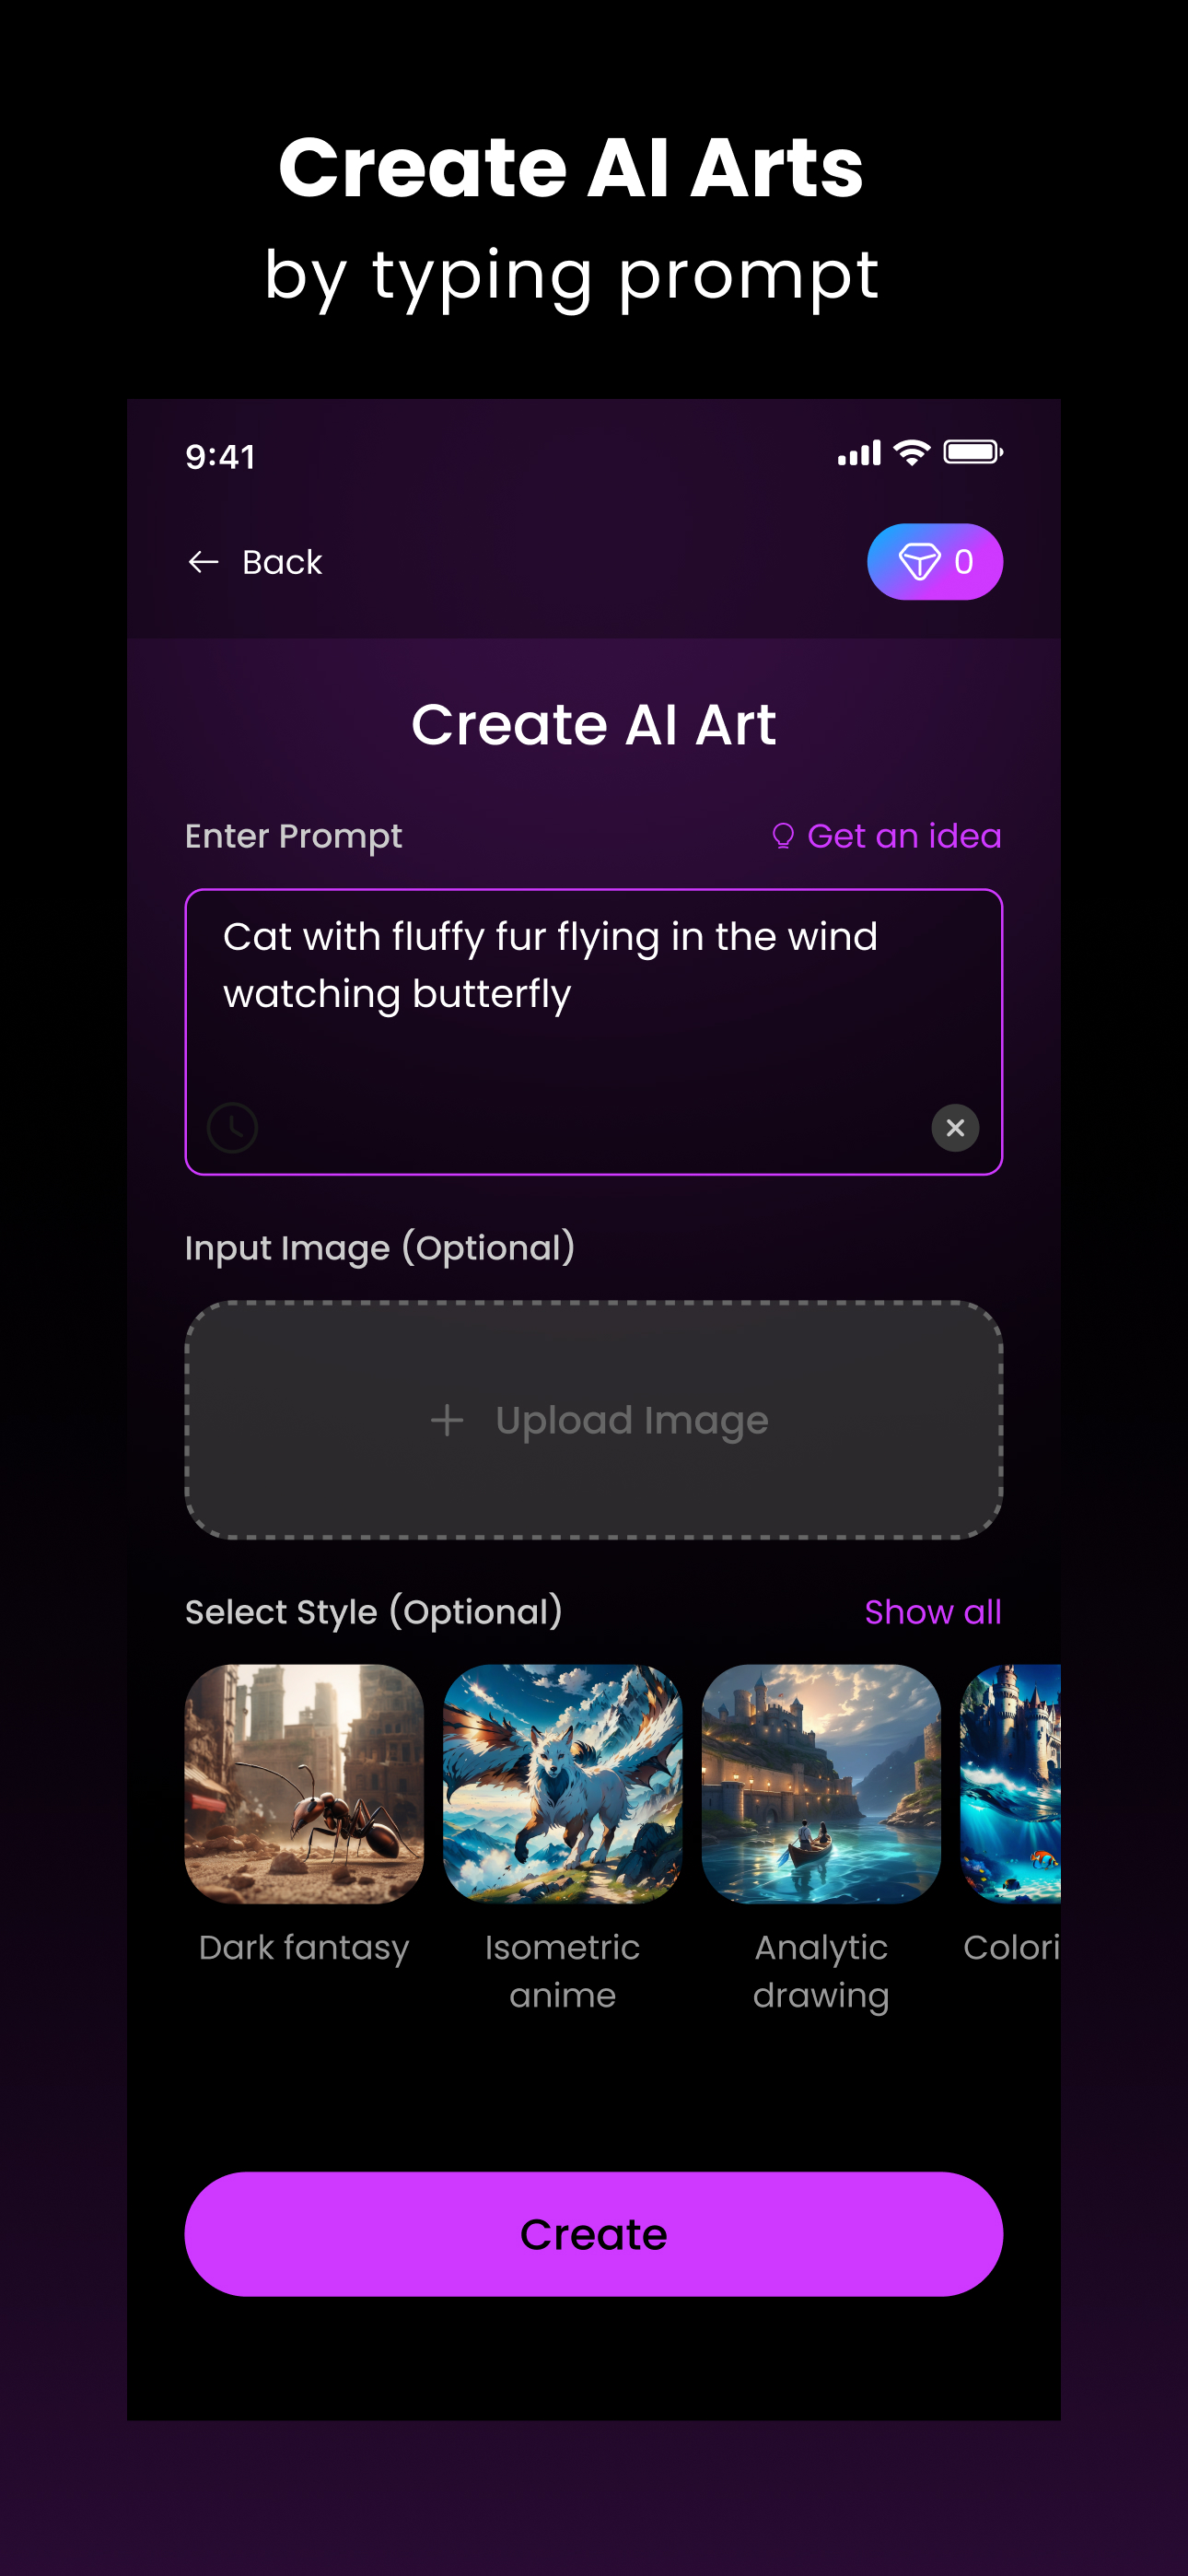 Create AI Arts
by typing prompt
9:41
Back
0
Create AI Art
Enter Prompt
Get an idea
Cat with fluffy fur flying in the wind
watching butterfly
Input Image (Optional)
Upload Image
Select Style (Optional)
Show all
Dark fantasy
Isometric
anime
Analytic
drawing
Colori
Create